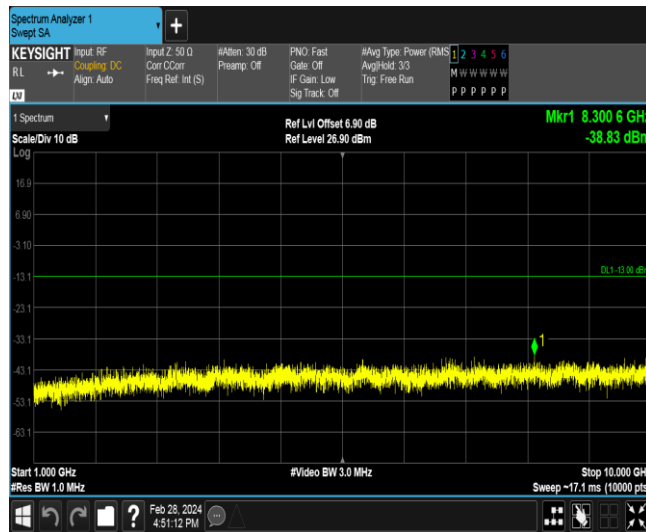 Spectrum Analyzer 1
Swept SA
+
KEYSIGHT
RL
LXI
Input: RF
Coupling: DC
Align: Auto
Input Z: 50 Ω
Corr CCorr
Freq Ref: Int (S)
#Atten: 30 dB
Preamp: Off
PNO: Fast
Gate: Off
IF Gain: Low
Sig Track: Off
#Avg Type: Power (RMS
Avg|Hold: 3/3
Trig: Free Run
1 2 3 4 5 6
M W W W W W
P P P P P P
1 Spectrum
Scale/Div 10 dB
Log
Ref Lvl Offset 6.90 dB
Ref Level 26.90 dBm
Mkr1 8.300 6 GHz
-38.83 dBm
16.9
6.90
-3.10
-13.1
-23.1
-33.1
-43.1
-53.1
-63.1
DL1 -13.00 dBm
1
Start 1.000 GHz
#Res BW 1.0 MHz
#Video BW 3.0 MHz
Stop 10.000 GHz
Sweep ~17.1 ms (10000 pts
?
Feb 28, 2024
4:51:12 PM